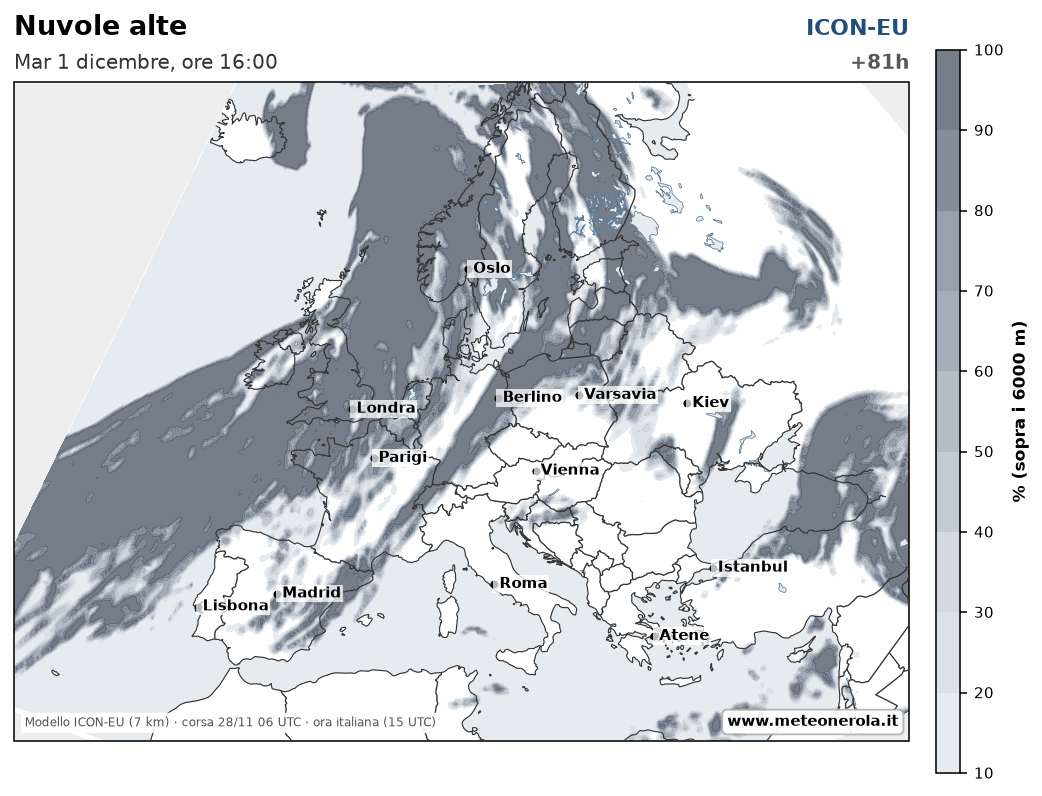 Nuvole alte
ICON-EU
Mar 1 dicembre, ore 16:00
+81h
100
90
80
70
60
50
40
30
20
10
% (sopra i 6000 m)
Oslo
Londra
Berlino
Varsavia
Kiev
Parigi
Vienna
Istanbul
Roma
Madrid
Lisbona
Atene
Modello ICON-EU (7 km) · corsa 28/11 06 UTC · ora italiana (15 UTC)
www.meteonerola.it